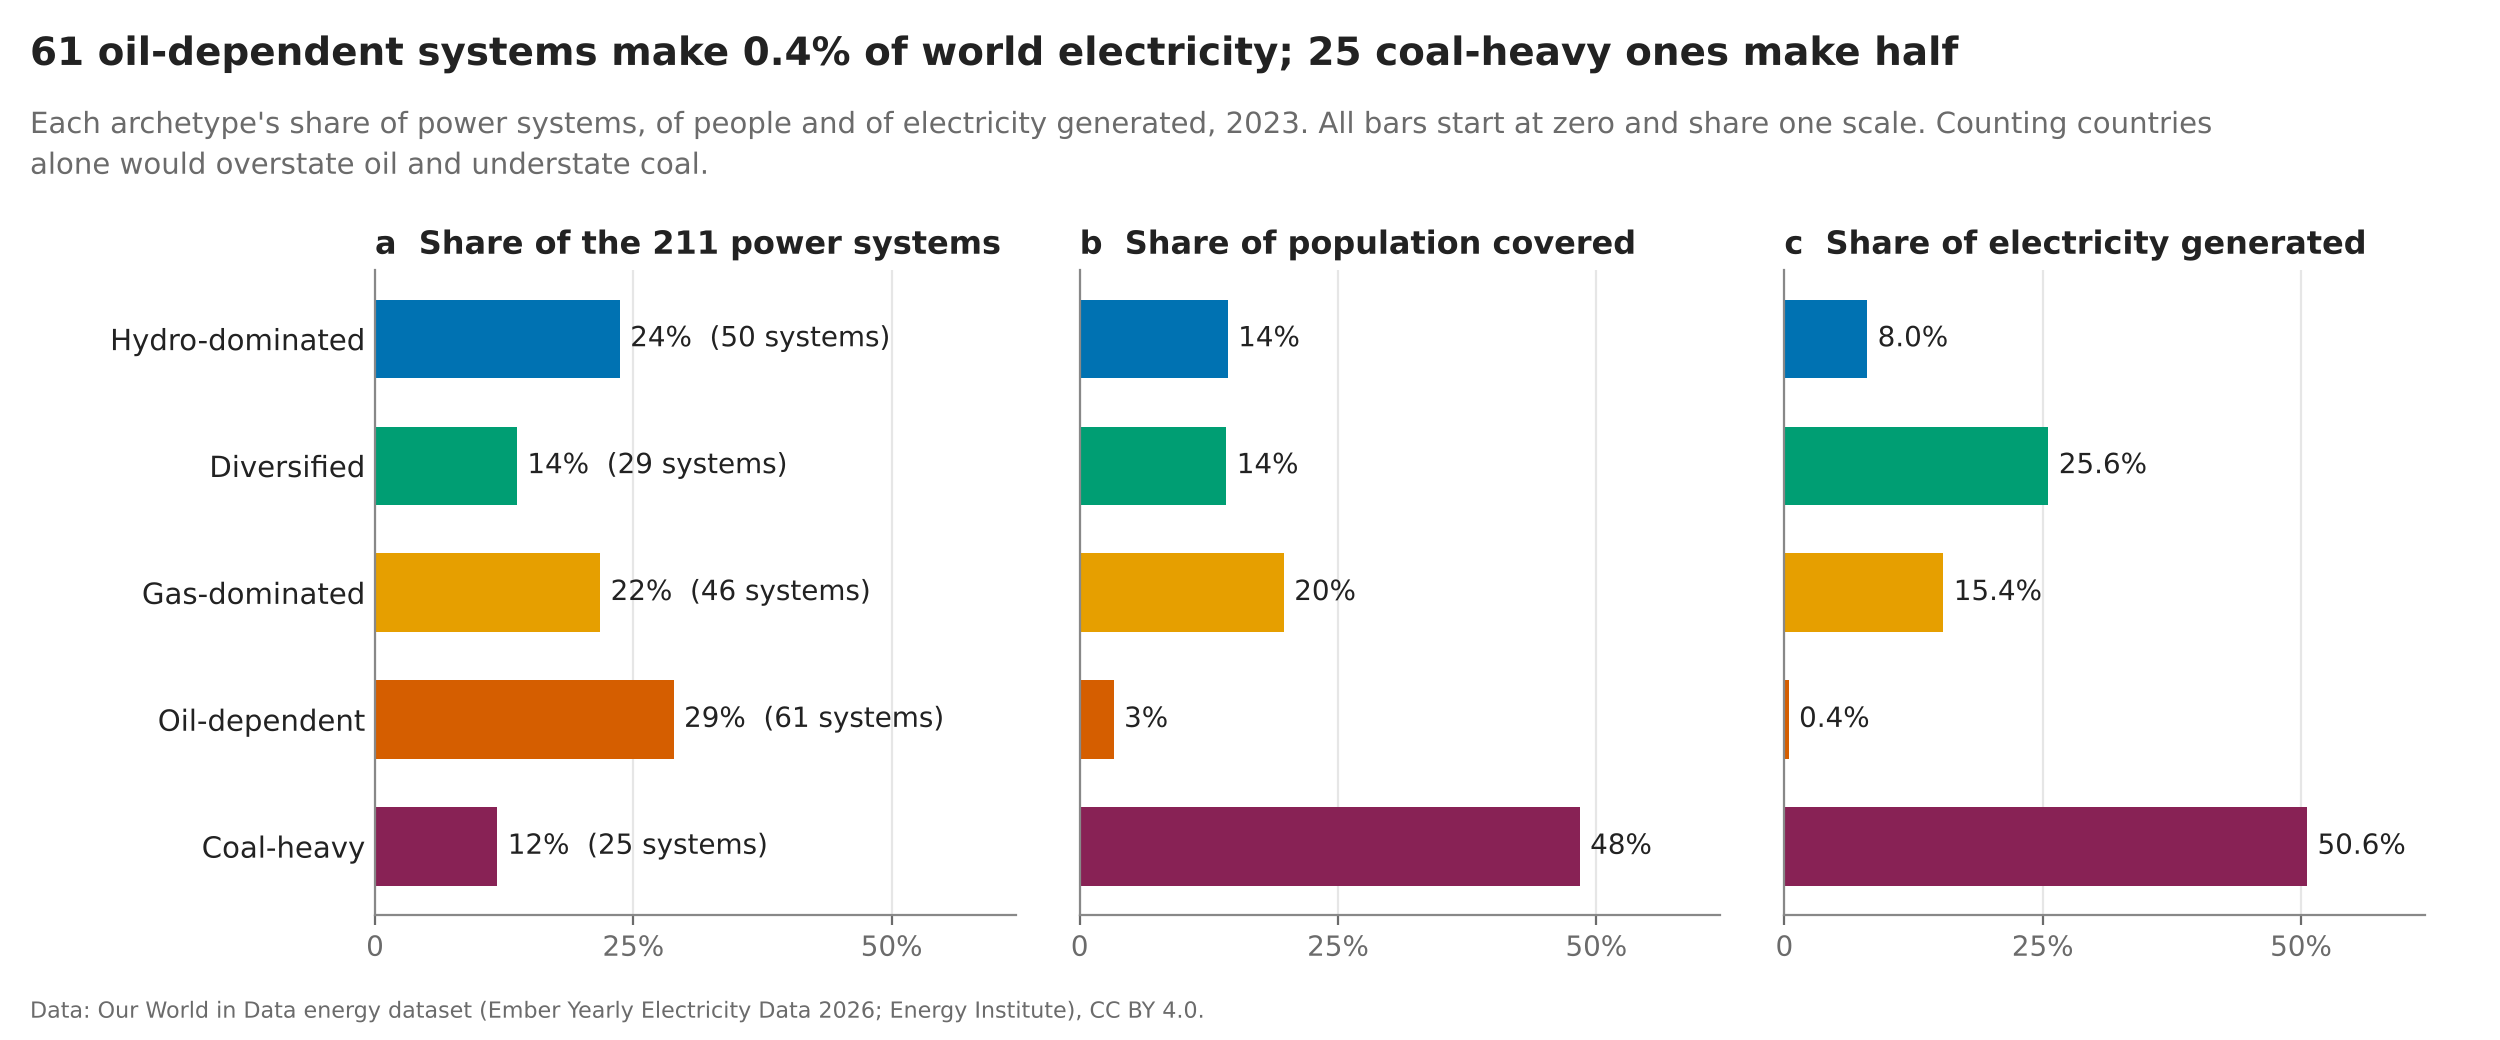 61 oil-dependent systems make 0.4% of world electricity; 25 coal-heavy ones make half
Each archetype's share of power systems, of people and of electricity generated, 2023. All bars start at zero and share one scale. Counting countries
alone would overstate oil and understate coal.
a Share of the 211 power systems
Hydro-dominated
24% (50 systems)
Diversified
14% (29 systems)
Gas-dominated
22% (46 systems)
Oil-dependent
29% (61 systems)
Coal-heavy
12% (25 systems)
0 25% 50%
b Share of population covered
14%
14%
20%
3%
48%
0 25% 50%
c Share of electricity generated
8.0%
25.6%
15.4%
0.4%
50.6%
0 25% 50%
Data: Our World in Data energy dataset (Ember Yearly Electricity Data 2026; Energy Institute), CC BY 4.0.